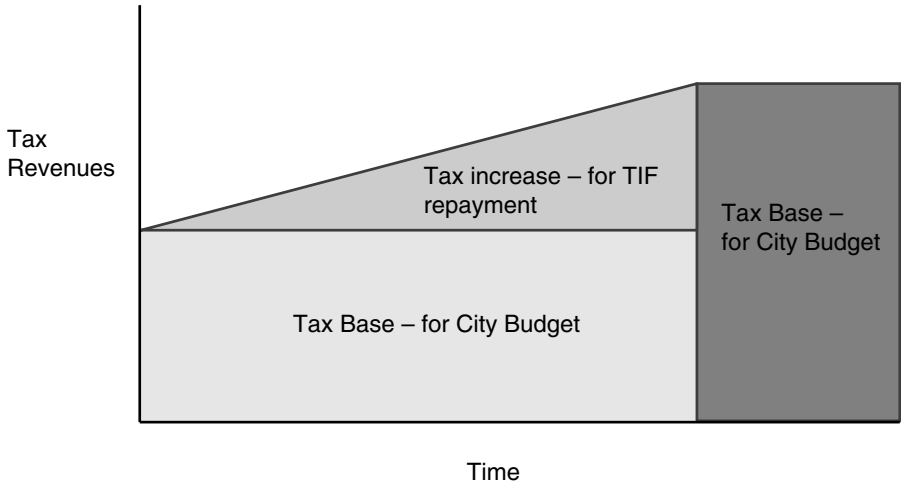 Tax
Revenues
Tax increase – for TIF
repayment
Tax Base –
for City Budget
Tax Base – for City Budget
Time